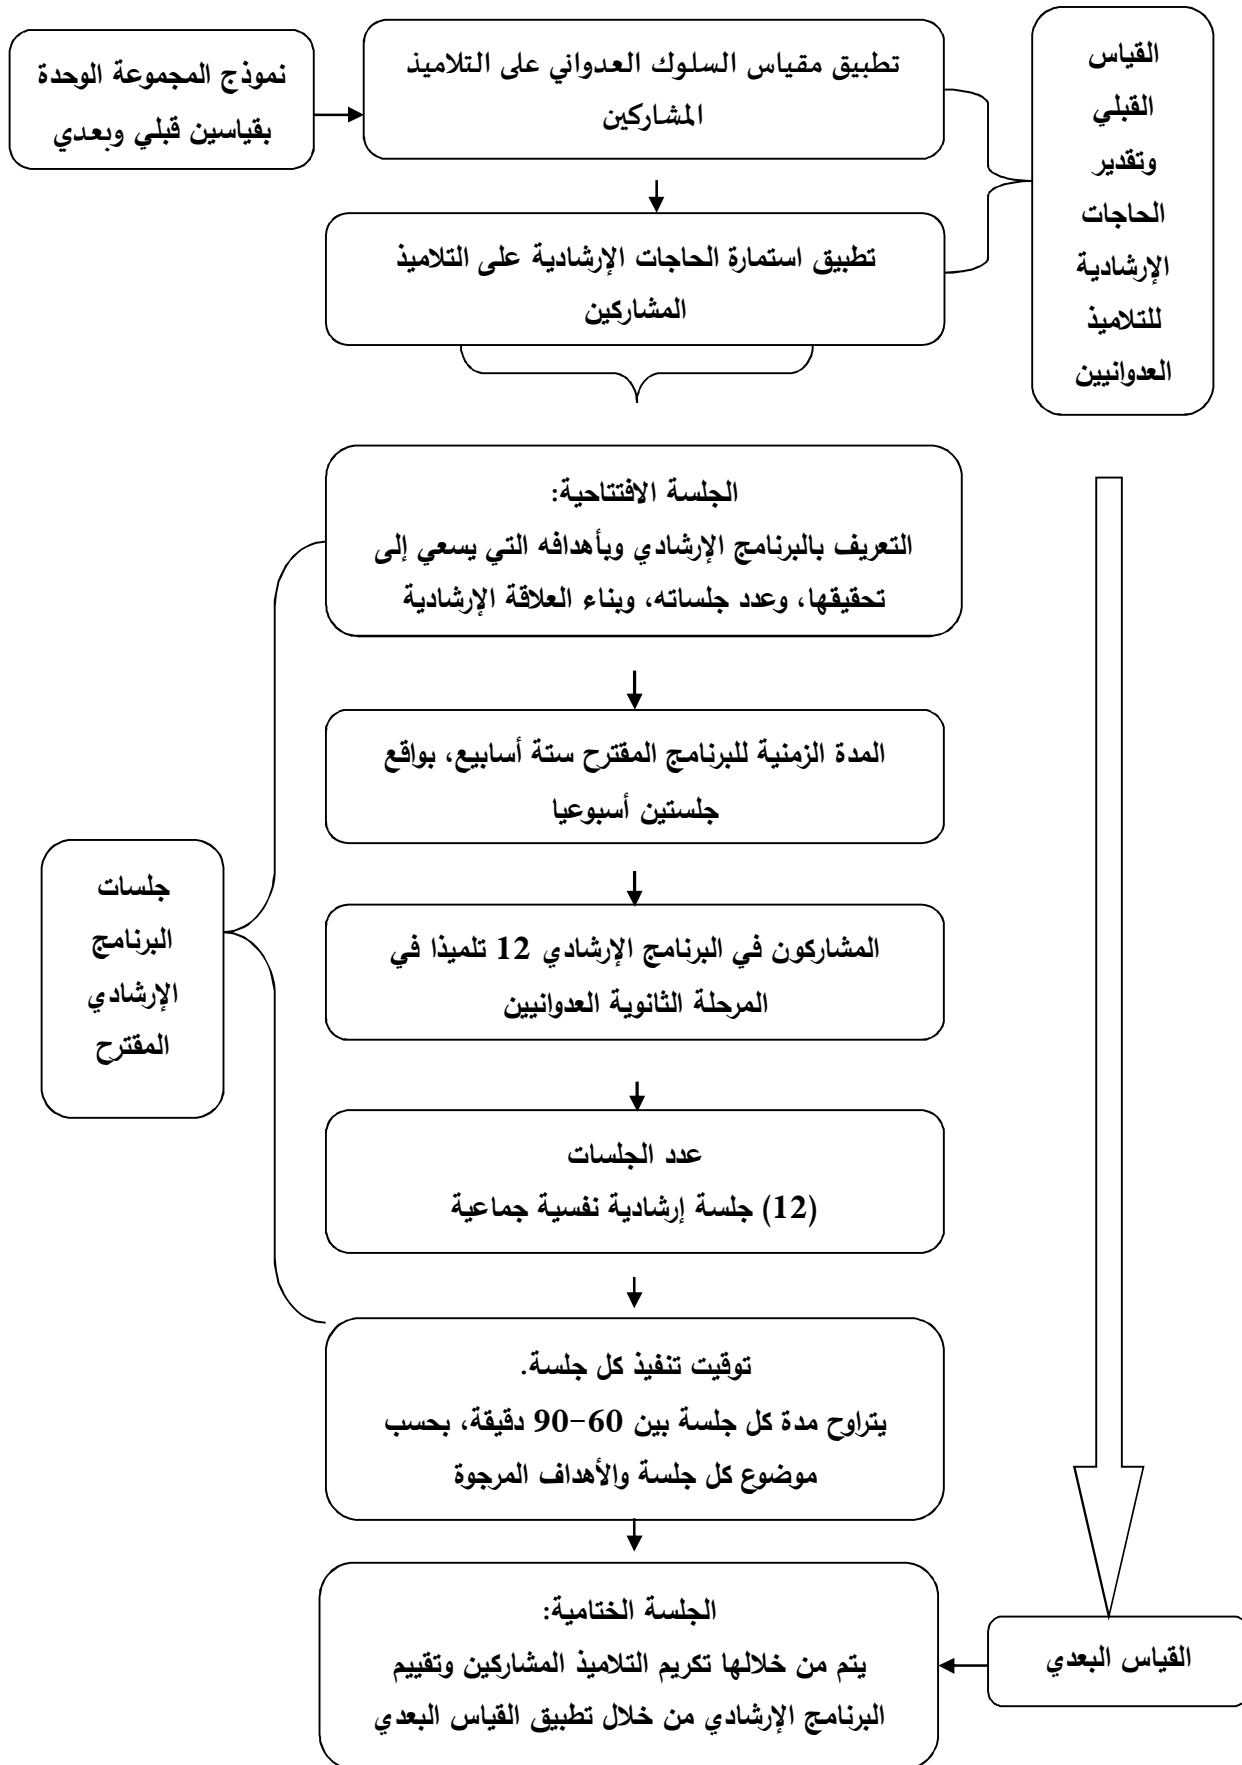 نموذج المجموعة الوحدة
بقياسين قبلي وبعدي
تطبيق مقياس السلوك العدواني على التلاميذ
المشاركين
تطبيق استمارة الحاجات الإرشادية على التلاميذ
المشاركين
القياس
القبلي
وتقدير
الحاجات
الإرشادية
للتلاميذ
العدوانيين
الجلسة الافتتاحية:
التعريف بالبرنامج الإرشادي وبأهدافه التي يسعي إلى
تحقيقها، وعدد جلساته، وبناء العلاقة الإرشادية
المدة الزمنية للبرنامج المقترح ستة أسابيع، بواقع
جلستين أسبوعيا
المشاركون في البرنامج الإرشادي 12 تلميذا في
المرحلة الثانوية العدوانيين
عدد الجلسات
(12) جلسة إرشادية نفسية جماعية
توقيت تنفيذ كل جلسة.
يتراوح مدة كل جلسة بين 60-90 دقيقة، بحسب
موضوع كل جلسة والأهداف المرجوة
جلسات
البرنامج
الإرشادي
المقترح
الجلسة الختامية:
يتم من خلالها تكريم التلاميذ المشاركين وتقييم
البرنامج الإرشادي من خلال تطبيق القياس البعدي
القياس البعدي